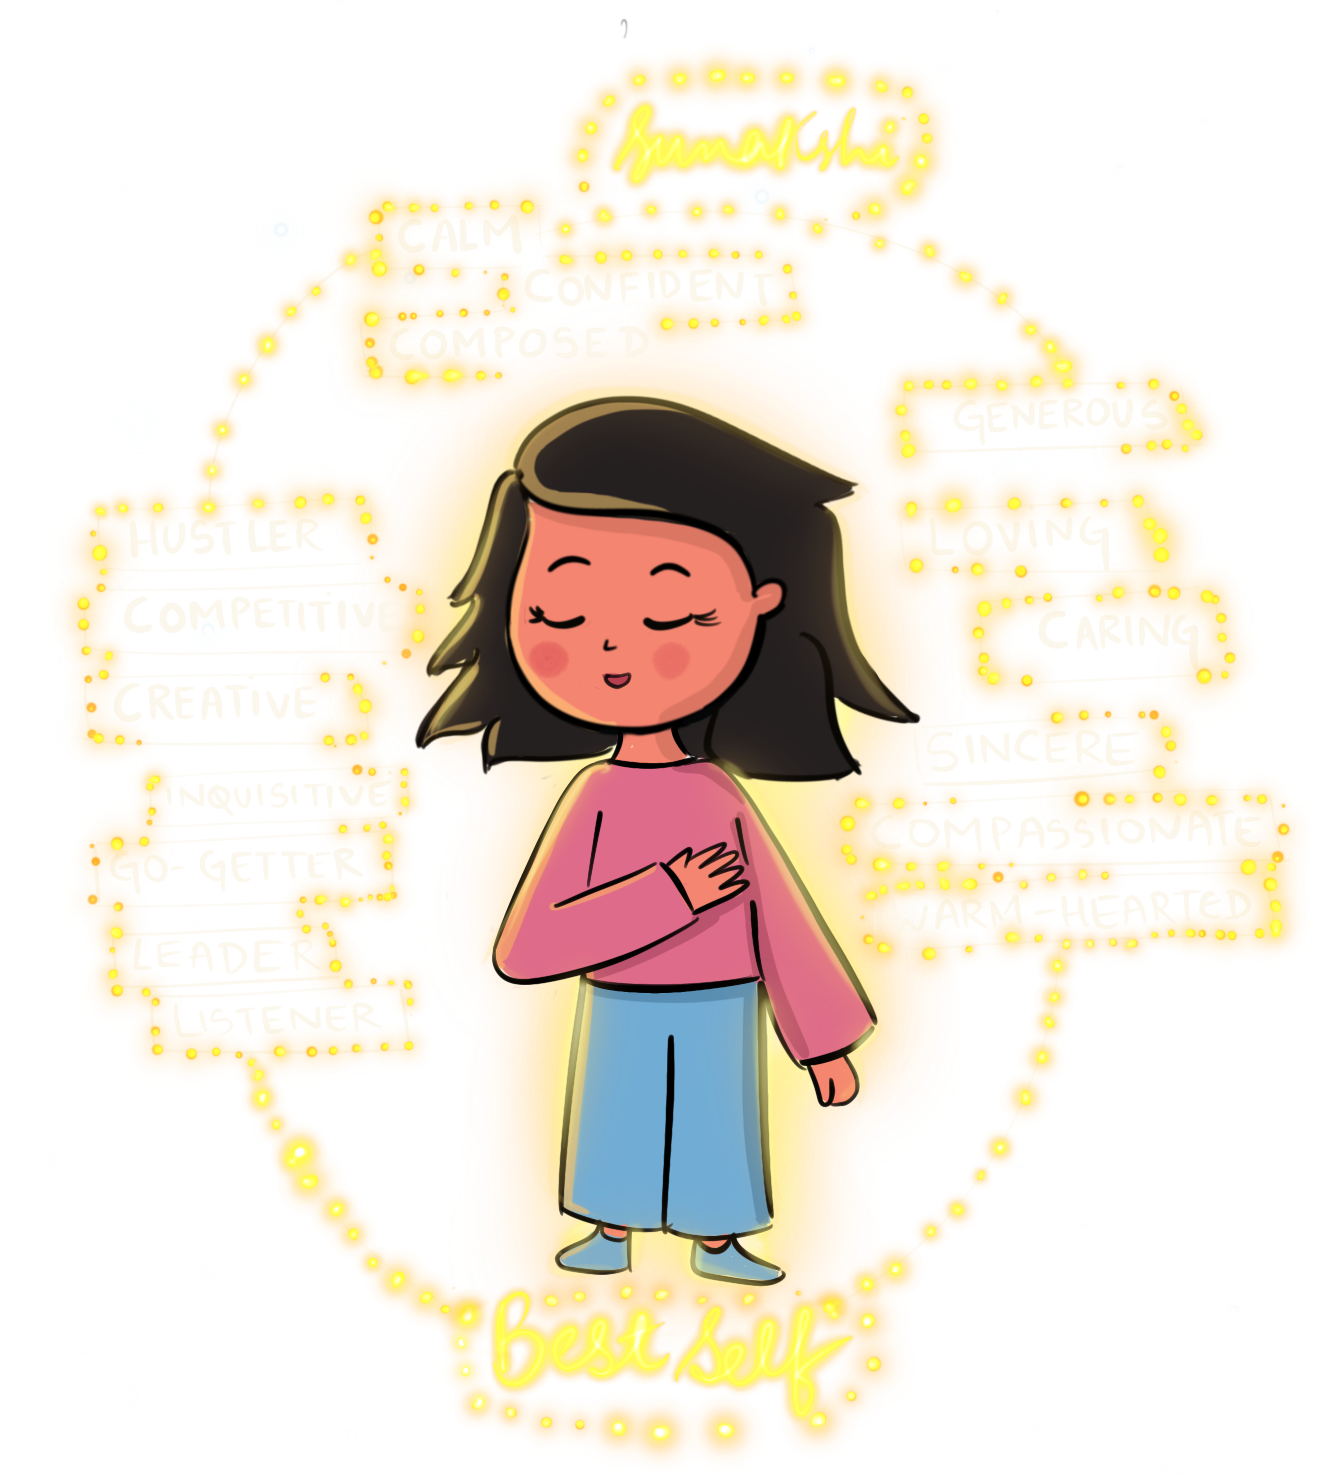 Sunakshi
CALM
CONFIDENT
COMPOSED
HUSTLER
COMPETITIVE
CREATIVE
INQUISITIVE
GO-GETTER
LEADER
LISTENER
GENEROUS
LOVING
CARING
SINCERE
COMPASSIONATE
WARM-HEARTED
Best Self